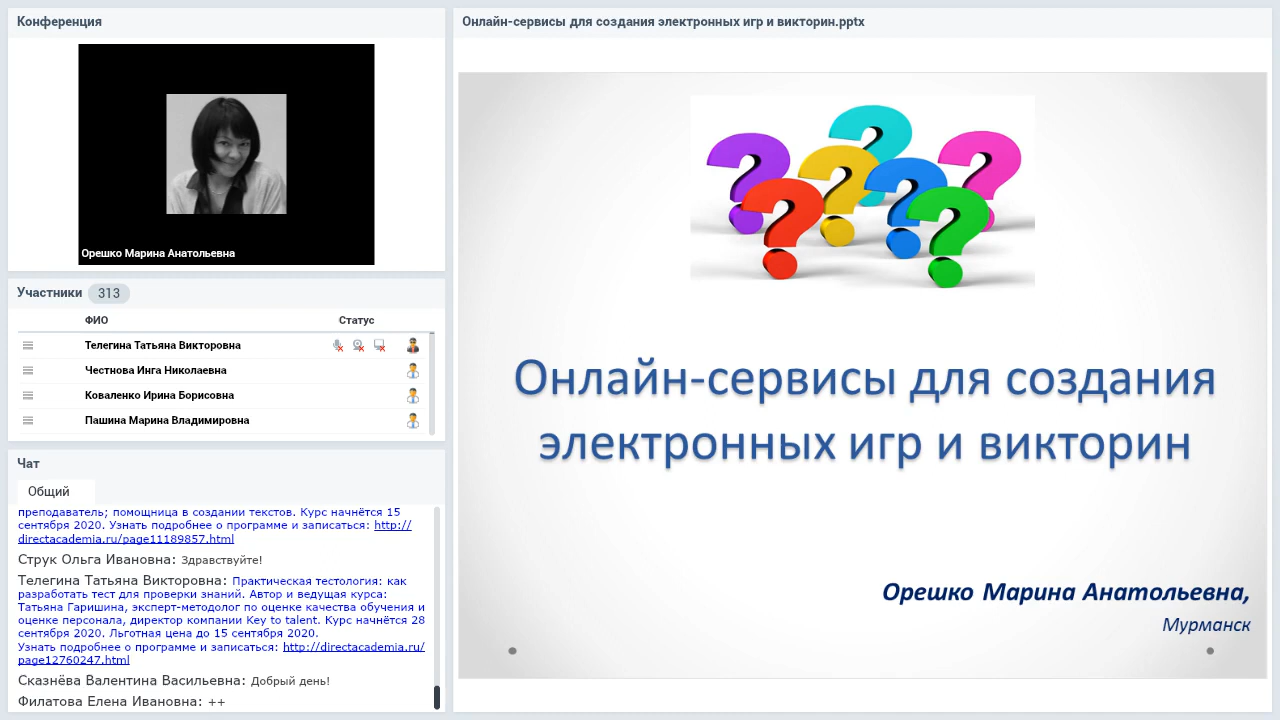 Конференция
Орешко Марина Анатольевна
Участники 313
ФИО Статус
Телегина Татьяна Викторовна
Честнова Инга Николаевна
Коваленко Ирина Борисовна
Пашина Марина Владимировна
Чат
Общий
преподаватель; помощница в создании текстов. Курс начнётся 15
сентября 2020. Узнать подробнее о программе и записаться: http://
directacademia.ru/page11189857.html
Струк Ольга Ивановна: Здравствуйте!
Телегина Татьяна Викторовна: Практическая тестология: как
разработать тест для проверки знаний. Автор и ведущая курса:
Татьяна Гаришина, эксперт-методолог по оценке качества обучения и
оценке персонала, директор компании Key to talent. Курс начнётся 28
сентября 2020. Льготная цена до 15 сентября 2020.
Узнать подробнее о программе и записаться: http://directacademia.ru/
page12760247.html
Сказнёва Валентина Васильевна: Добрый день!
Филатова Елена Ивановна: ++
Онлайн-сервисы для создания электронных игр и викторин.pptx
Онлайн-сервисы для создания
электронных игр и викторин
Орешко Марина Анатольевна,
Мурманск